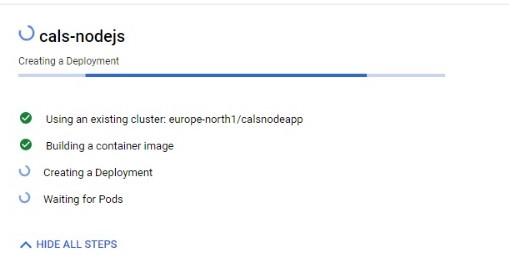 cals-nodejs
Creating a Deployment
Using an existing cluster: europe-north1/calsnodeapp
Building a container image
Creating a Deployment
Waiting for Pods
HIDE ALL STEPS